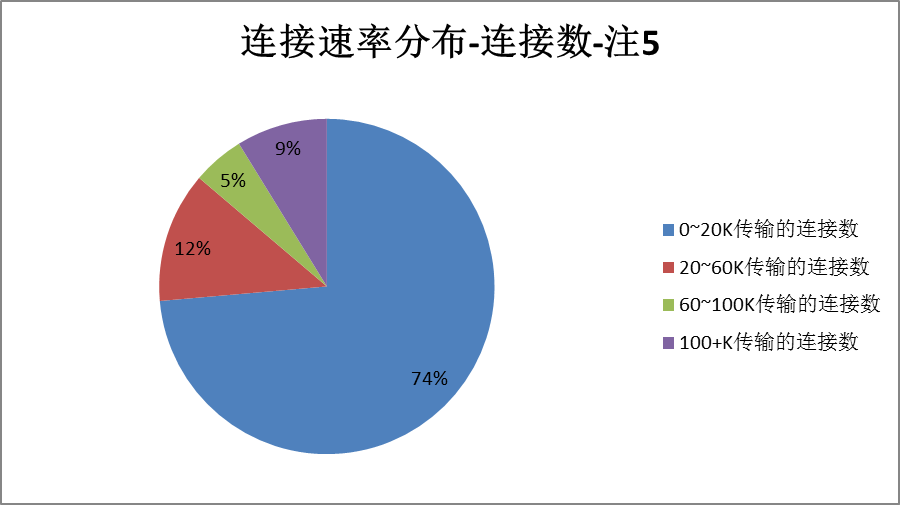 连接速率分布-连接数-注5
9%
5%
12%
74%
0~20K传输的连接数
20~60K传输的连接数
60~100K传输的连接数
100+K传输的连接数